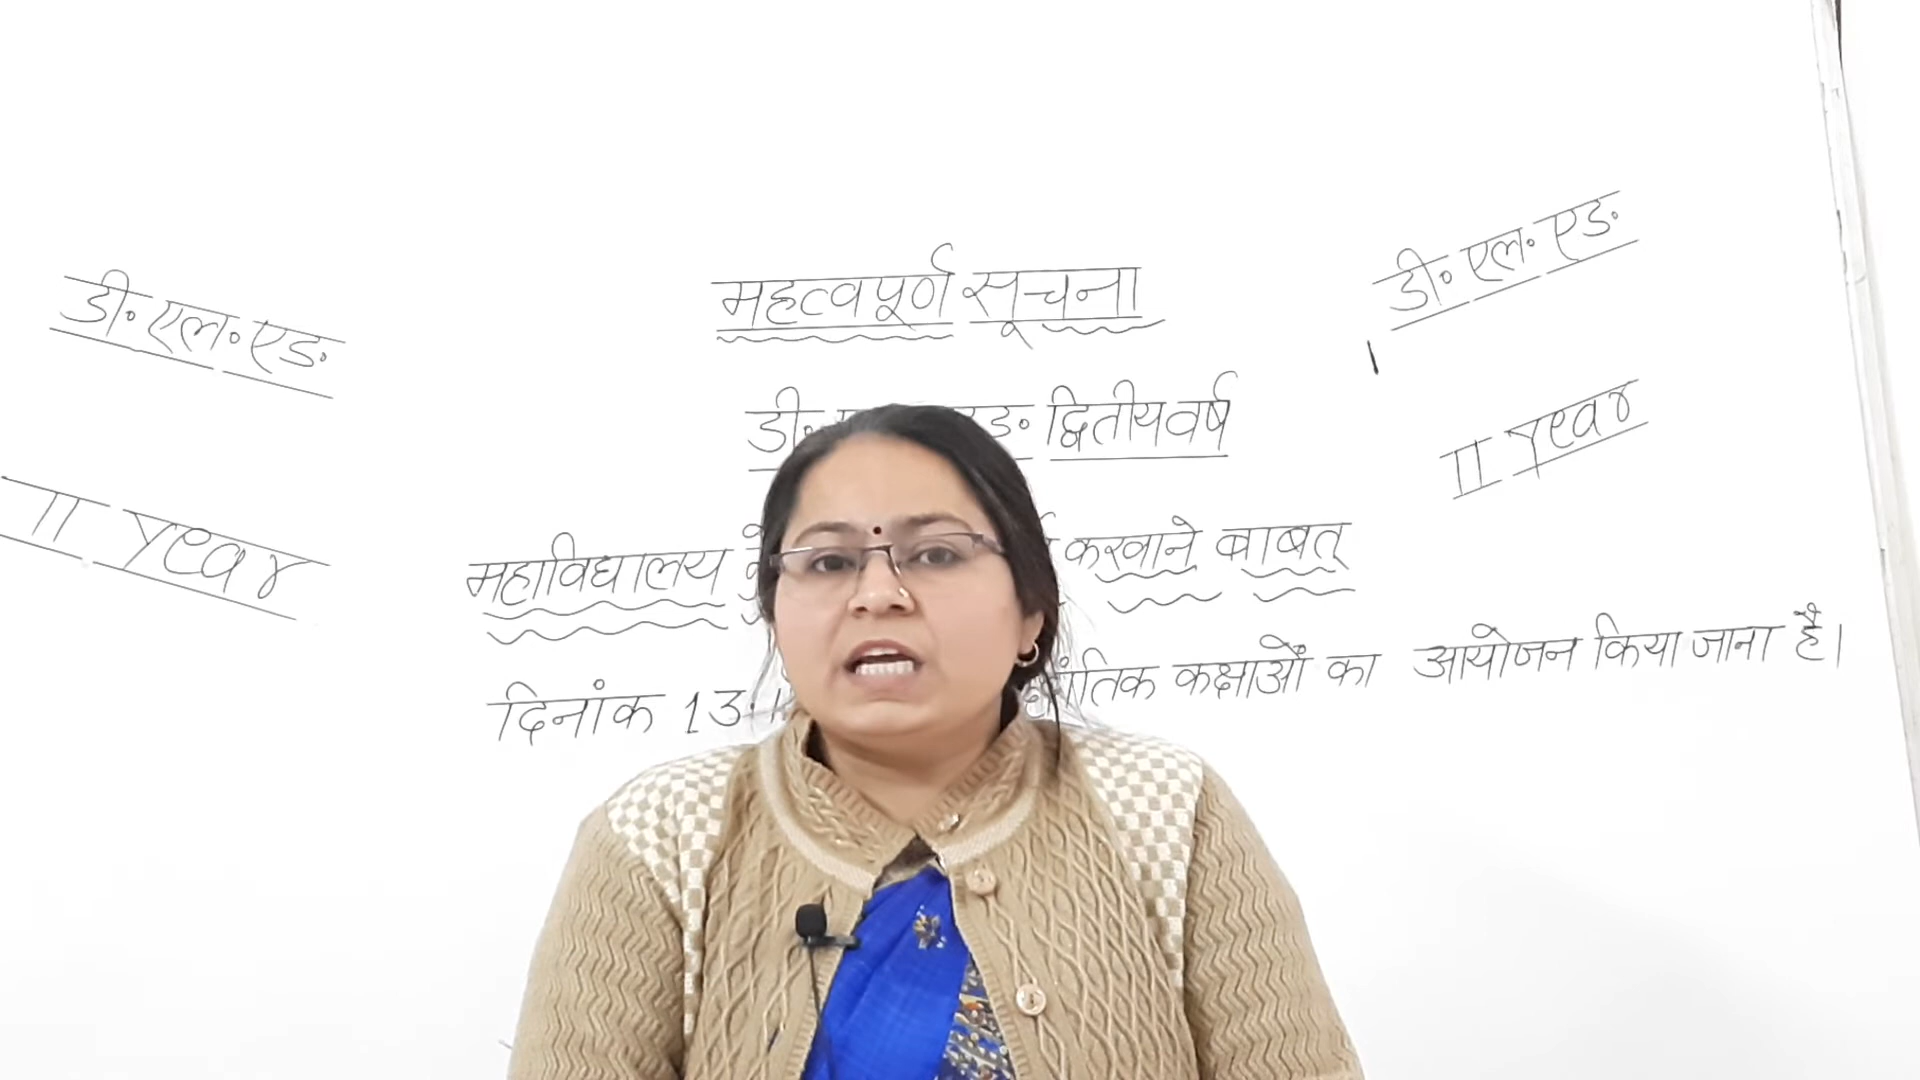 महत्वपूर्ण सूचना
डी॰एल॰एड॰
डी॰ एल॰ एड॰
डी॰ ड॰ द्वितीय वर्ष
II Year
II Year
महाविद्यालय करवाने बाबत्
दिनांक 13. कक्षाओं का आयोजन किया जाना है।